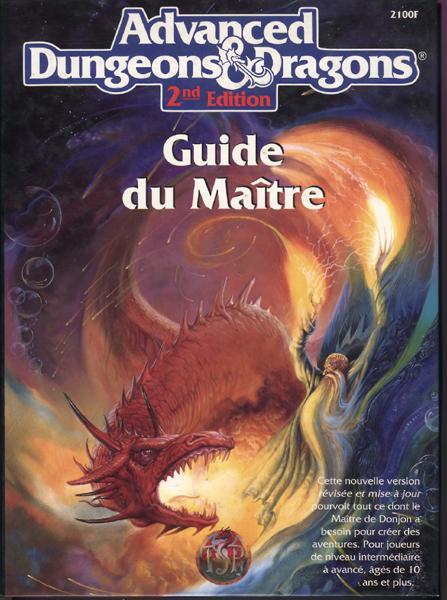 2100F
Advanced
Dungeons & Dragons®
2nd Edition
Guide
du Maître
Cette nouvelle version
révisée et mise à jour
pourvoit tout ce dont le
Maître de Donjon a
besoin pour créer des
aventures. Pour joueurs
de niveau intermédiaire
à avancé, âgés de 10
ans et plus.
TSR